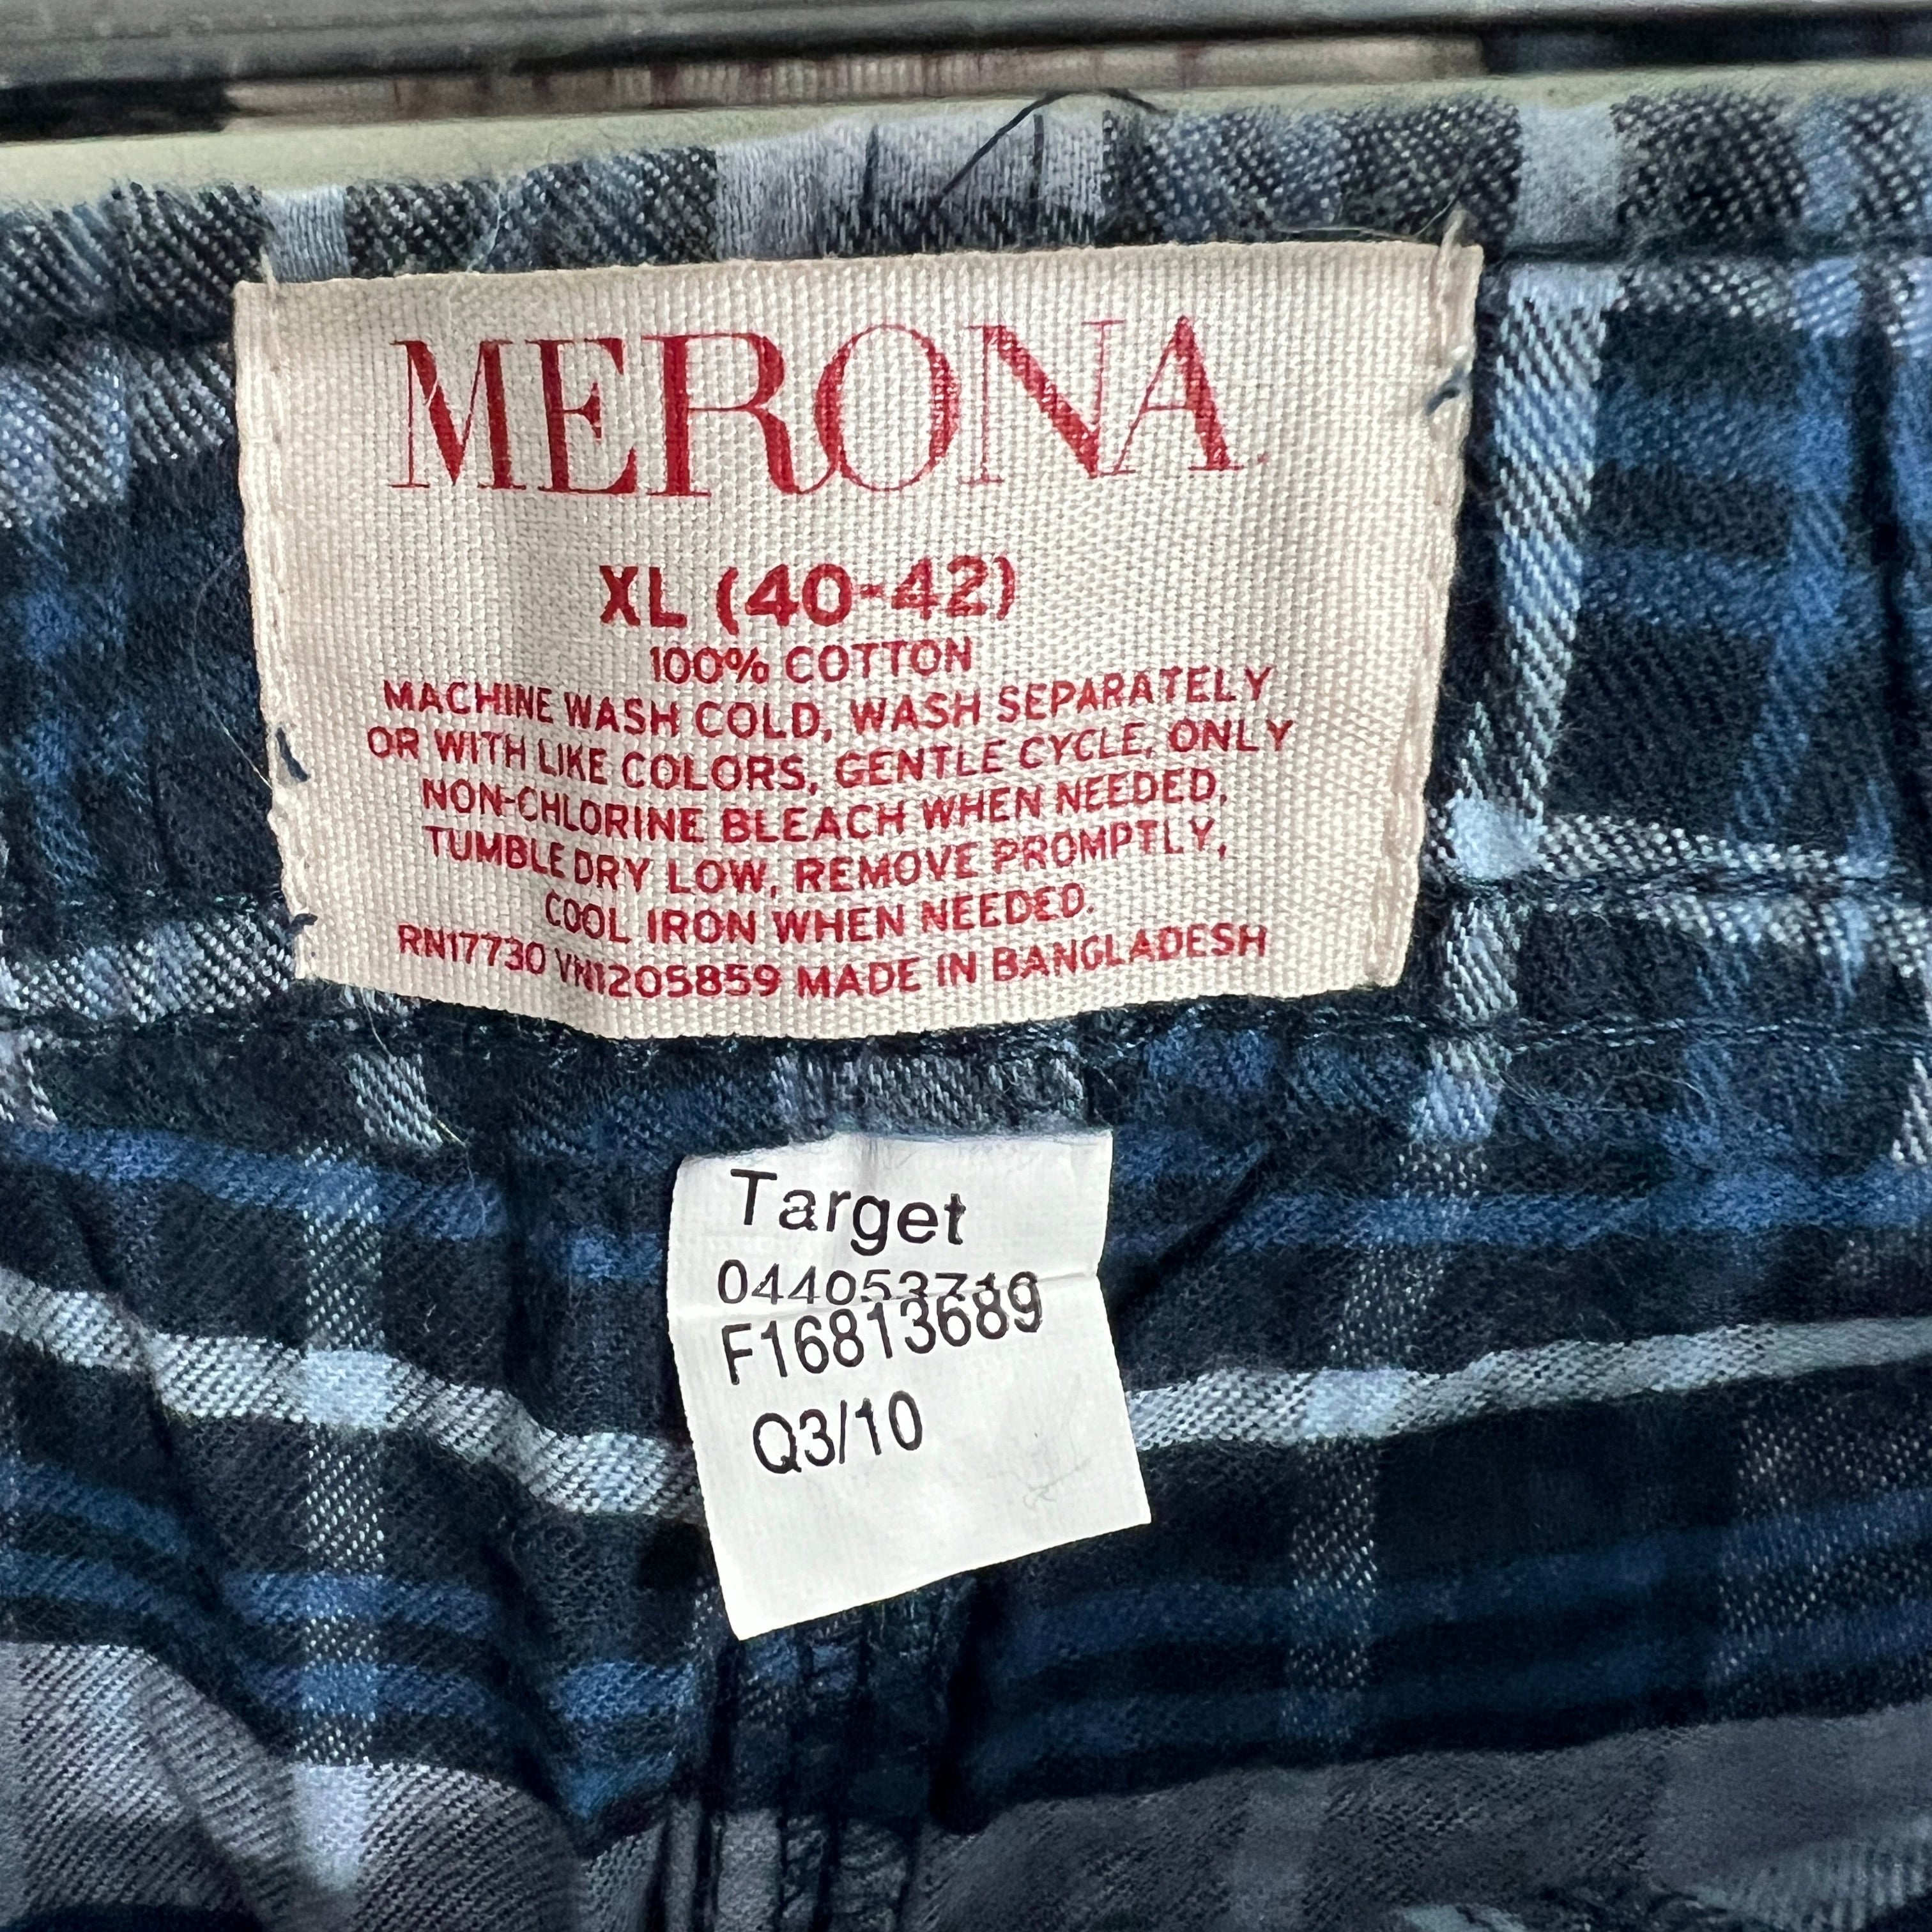 MERONA
XL (40-42)
100% COTTON
MACHINE WASH COLD, WASH SEPARATELY
OR WITH LIKE COLORS, GENTLE CYCLE, ONLY
NON-CHLORINE BLEACH WHEN NEEDED,
TUMBLE DRY LOW, REMOVE PROMPTLY,
COOL IRON WHEN NEEDED.
RN17730 VN1205859 MADE IN BANGLADESH
Target
F16813689
Q3/10